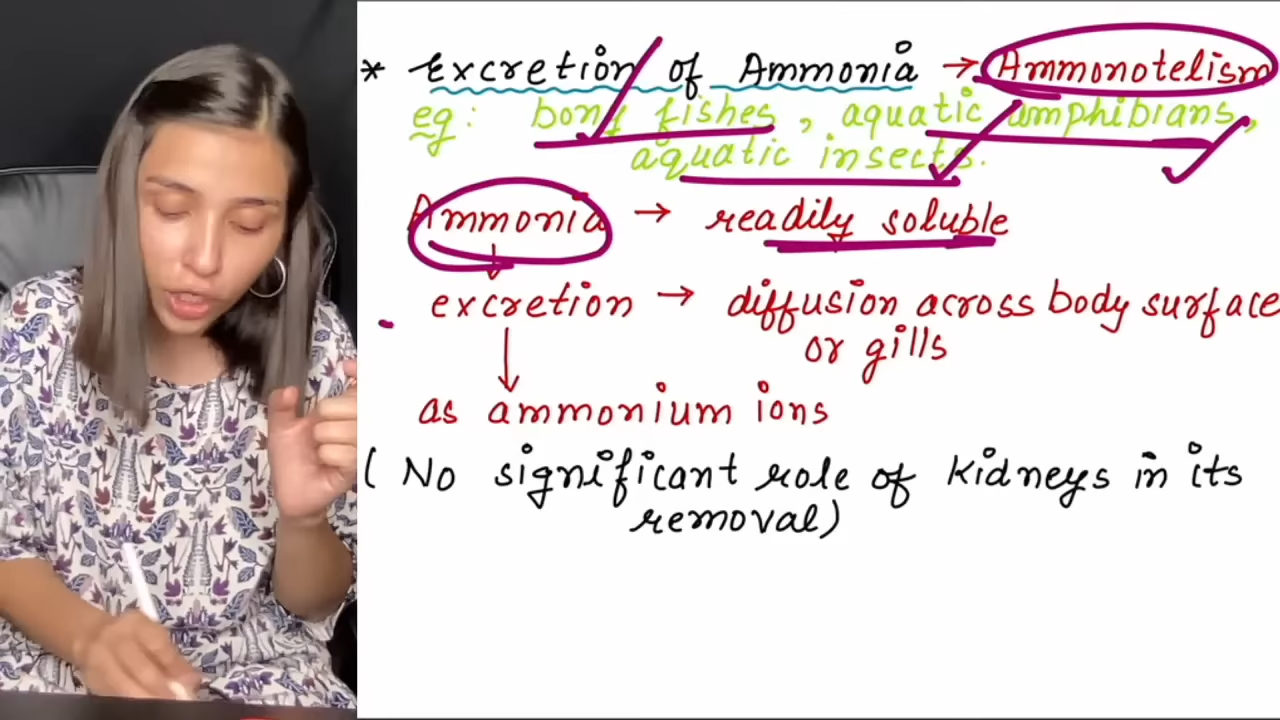 * Excretion of Ammonia → Ammonotelism
eg: bony fishes, aquatic amphibians,
aquatic insects.
Ammonia → readily soluble
excretion → diffusion across body surface
or gills
as ammonium ions
( No significant role of kidneys in its
removal)